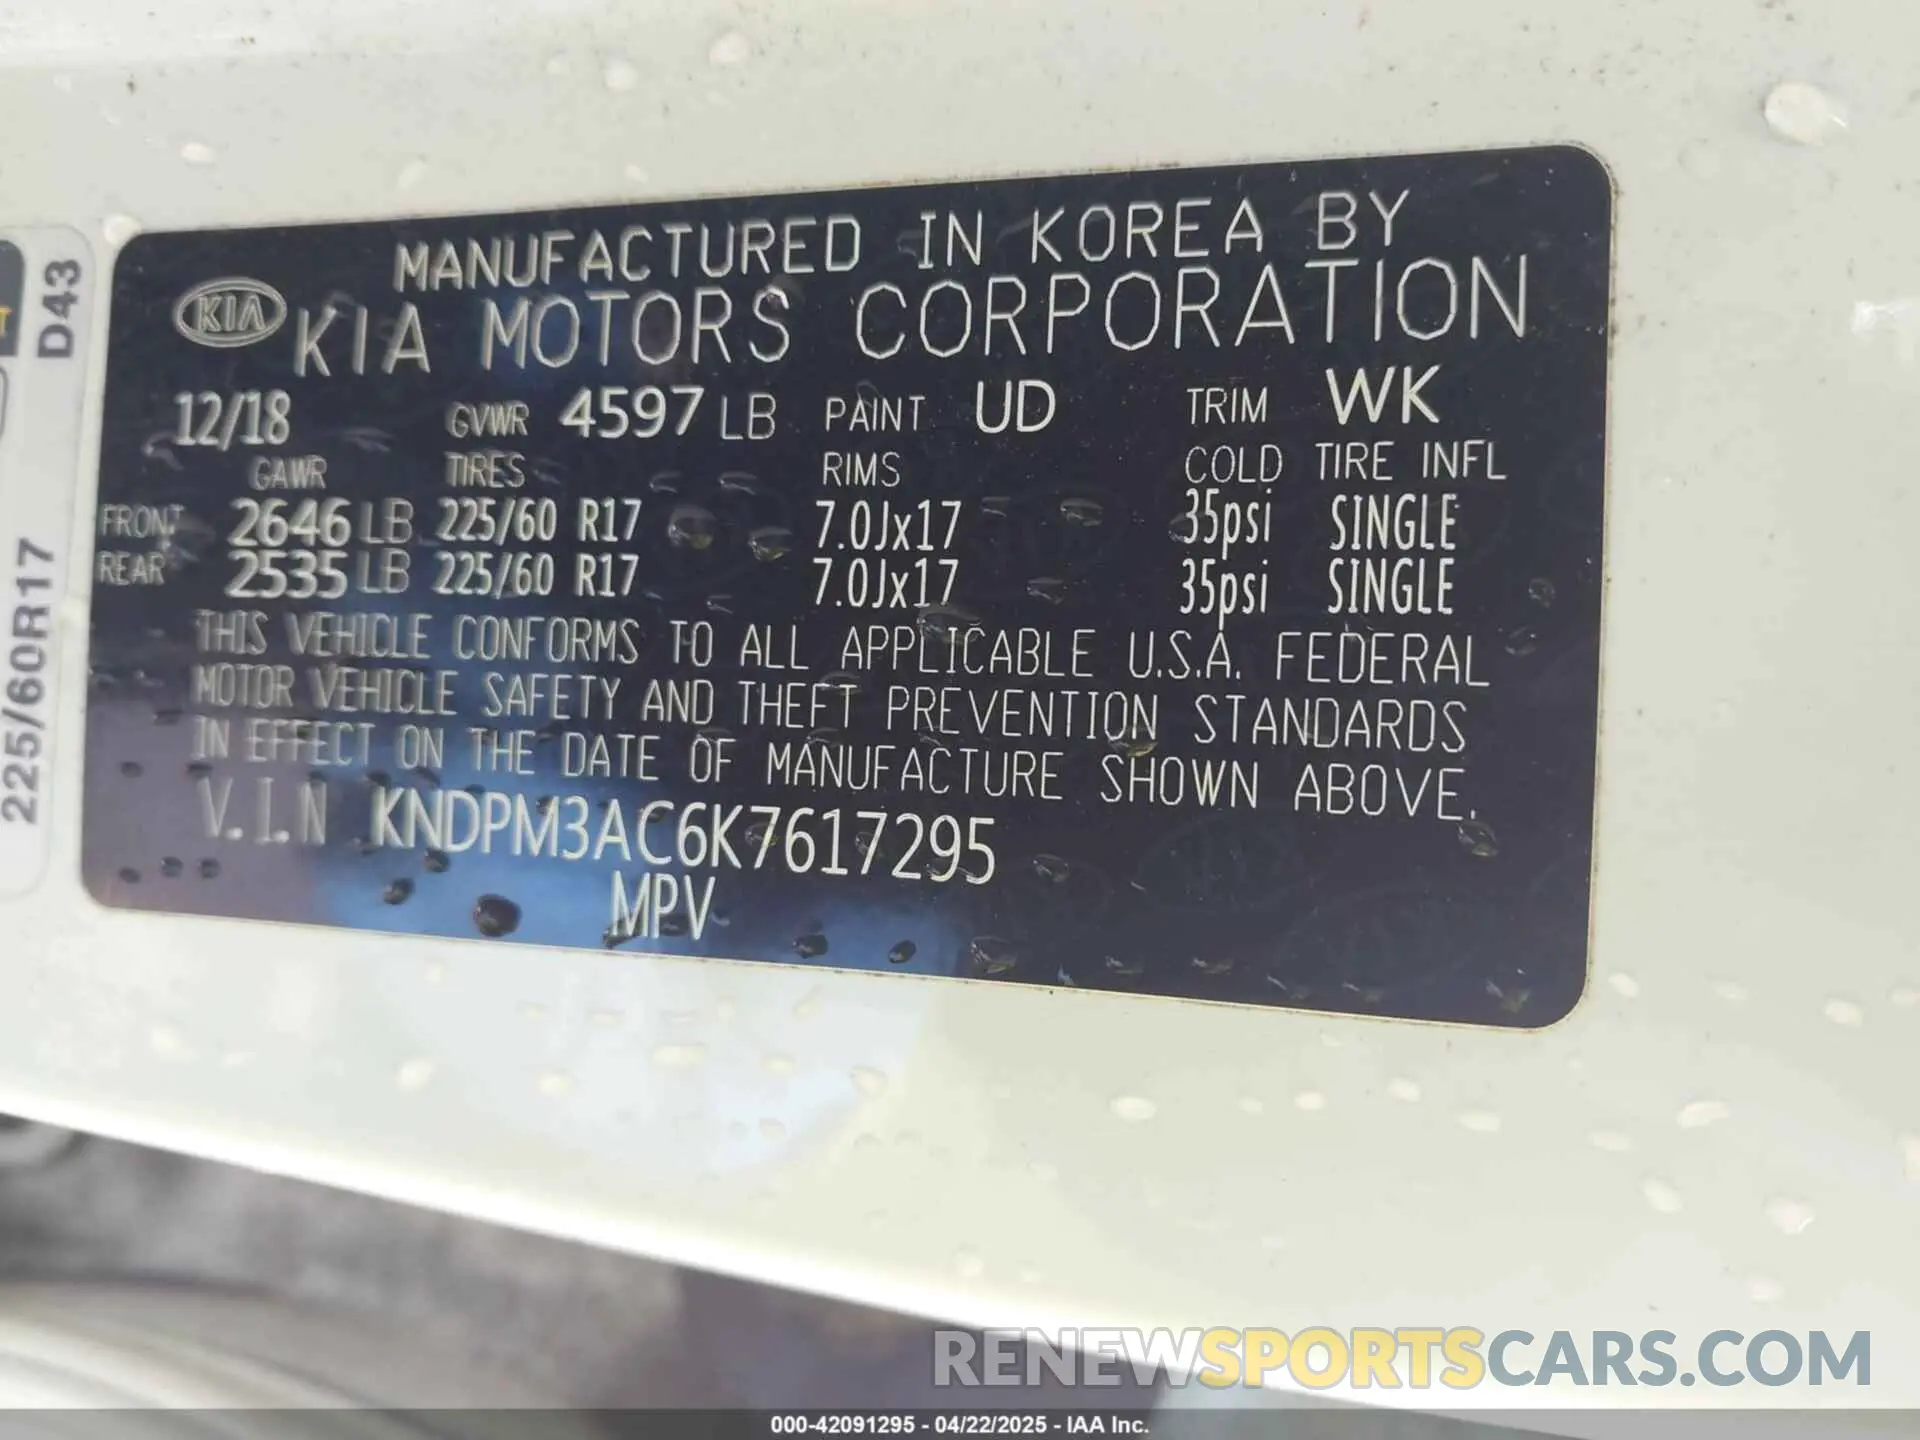 MANUFACTURED IN KOREA BY
KIA KIA MOTORS CORPORATION
12/18 GVWR 4597 LB PAINT UD TRIM WK
GAWR TIRES RIMS COLD TIRE INFL
FRONT 2646 LB 225/60 R17 7.0Jx17 35psi SINGLE
REAR 2535 LB 225/60 R17 7.0Jx17 35psi SINGLE
THIS VEHICLE CONFORMS TO ALL APPLICABLE U.S.A. FEDERAL
MOTOR VEHICLE SAFETY AND THEFT PREVENTION STANDARDS
IN EFFECT ON THE DATE OF MANUFACTURE SHOWN ABOVE.
V.I.N KNDPM3AC6K7617295
MPV
225/60R17 D43
RENEWSPORTSCARS.COM
000-42091295 - 04/22/2025 - IAA Inc.